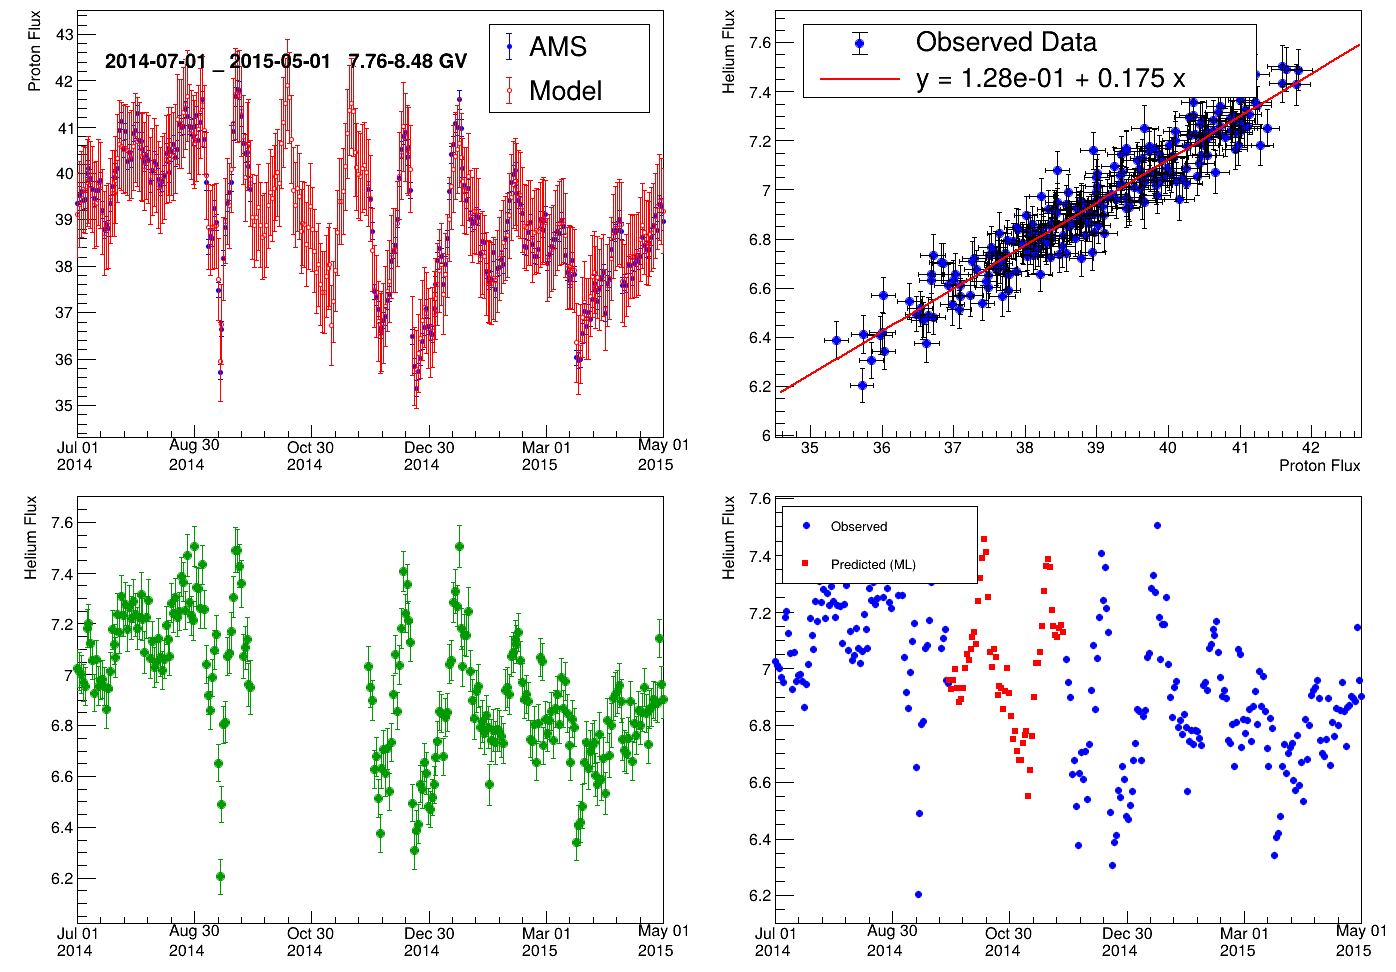 Proton Flux
43
42
41
40
39
38
37
36
35
2014-07-01 _ 2015-05-01 7.76-8.48 GV
AMS
Model
Jul 01
2014
Aug 30
2014
Oct 30
2014
Dec 30
2014
Mar 01
2015
May 01
2015
Helium Flux
7.6
7.4
7.2
7
6.8
6.6
6.4
6.2
6
Observed Data
y = 1.28e-01 + 0.175 x
35
36
37
38
39
40
41
42
Proton Flux
Helium Flux
7.6
7.4
7.2
7
6.8
6.6
6.4
6.2
Jul 01
2014
Aug 30
2014
Oct 30
2014
Dec 30
2014
Mar 01
2015
May 01
2015
Helium Flux
7.6
7.4
7.2
7
6.8
6.6
6.4
6.2
Observed
Predicted (ML)
Jul 01
2014
Aug 30
2014
Oct 30
2014
Dec 30
2014
Mar 01
2015
May 01
2015